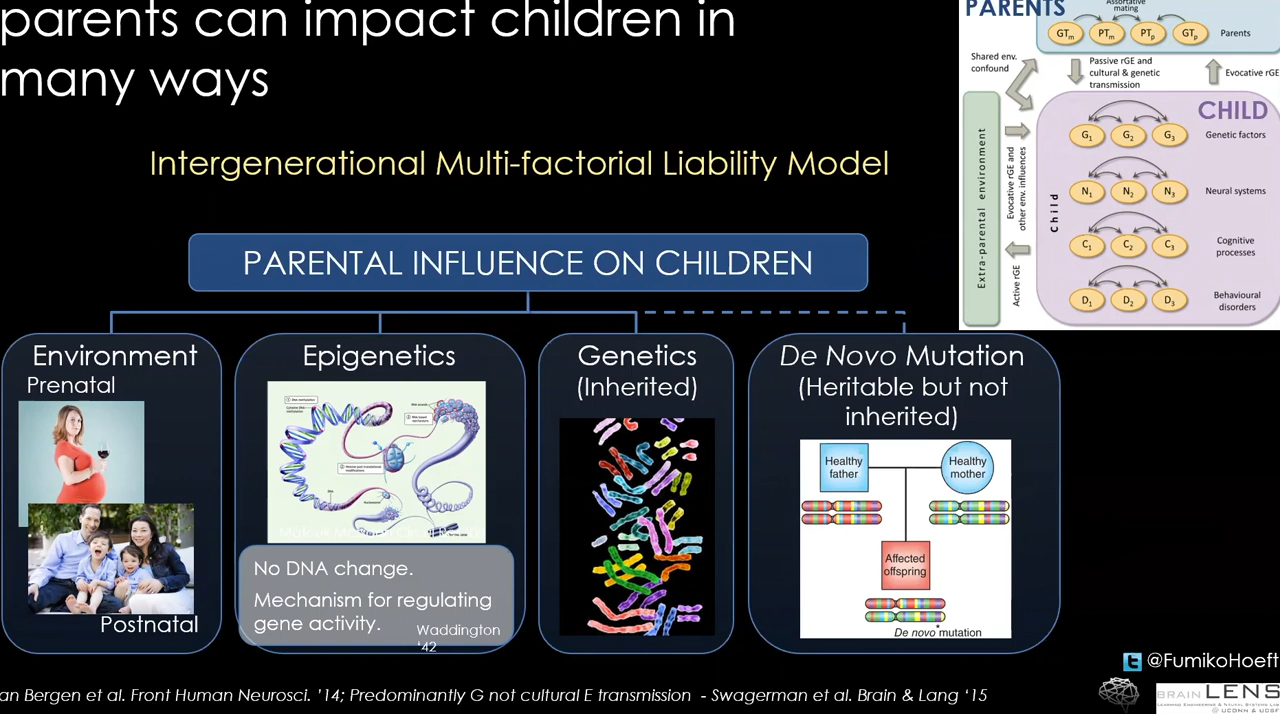 parents can impact children in
many ways
Intergenerational Multi-factorial Liability Model
PARENTAL INFLUENCE ON CHILDREN
Environment
Prenatal
Postnatal
Epigenetics
No DNA change.
Mechanism for regulating
gene activity.
Waddington
‘42
Genetics
(Inherited)
De Novo Mutation
(Heritable but not
inherited)
Healthy
father
Healthy
mother
Affected
offspring
De novo mutation
PARENTS
Assortative
mating
GTm PTm PTp GTp Parents
Shared env.
confound
Passive rGE and
cultural & genetic
transmission
Evocative rGE
CHILD
Extra-parental environment
Evocative rGE and
other env. influences
Active rGE
Child
G1 G2 G3 Genetic factors
N1 N2 N3 Neural systems
C1 C2 C3 Cognitive
processes
D1 D2 D3 Behavioural
disorders
@FumikoHoeft
an Bergen et al. Front Human Neurosci. ’14; Predominantly G not cultural E transmission - Swagerman et al. Brain & Lang ‘15
BRAIN LENS
@ UCONN & UCSF